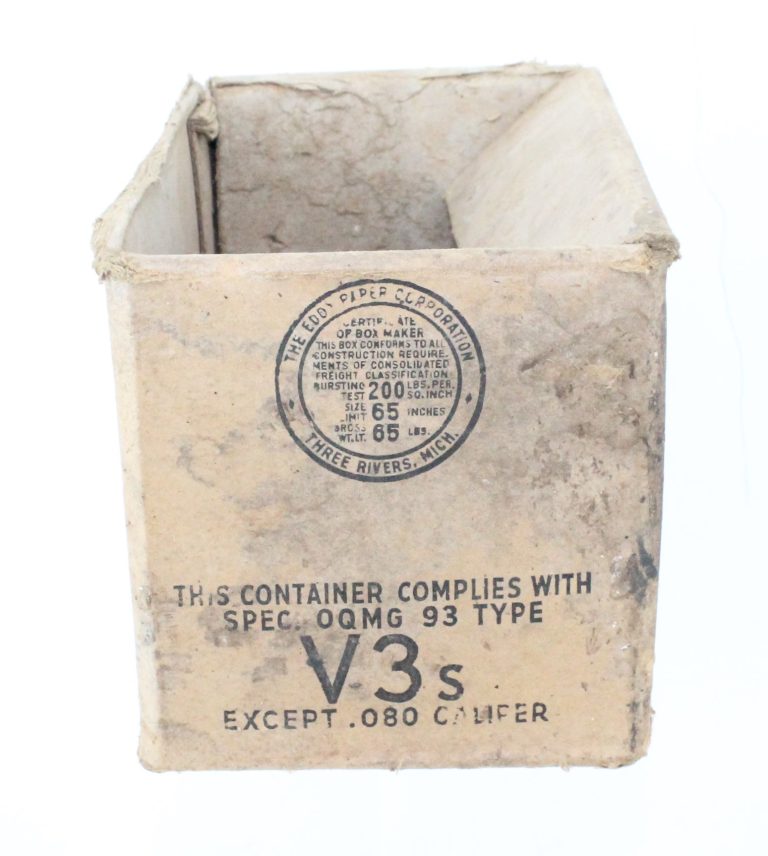 THE EDDY PAPER CORPORATION
CERTIFICATE
OF BOX MAKER
THIS BOX CONFORMS TO ALL
CONSTRUCTION REQUIRE-
MENTS OF CONSOLIDATED
FREIGHT CLASSIFICATION
BURSTING TEST 200 LBS. PER. SQ. INCH
SIZE LIMIT 65 INCHES
GROSS WT. LT. 65 LBS.
THREE RIVERS, MICH.
THIS CONTAINER COMPLIES WITH
SPEC. OQMG 93 TYPE
V3s
EXCEPT .080 CALIPER